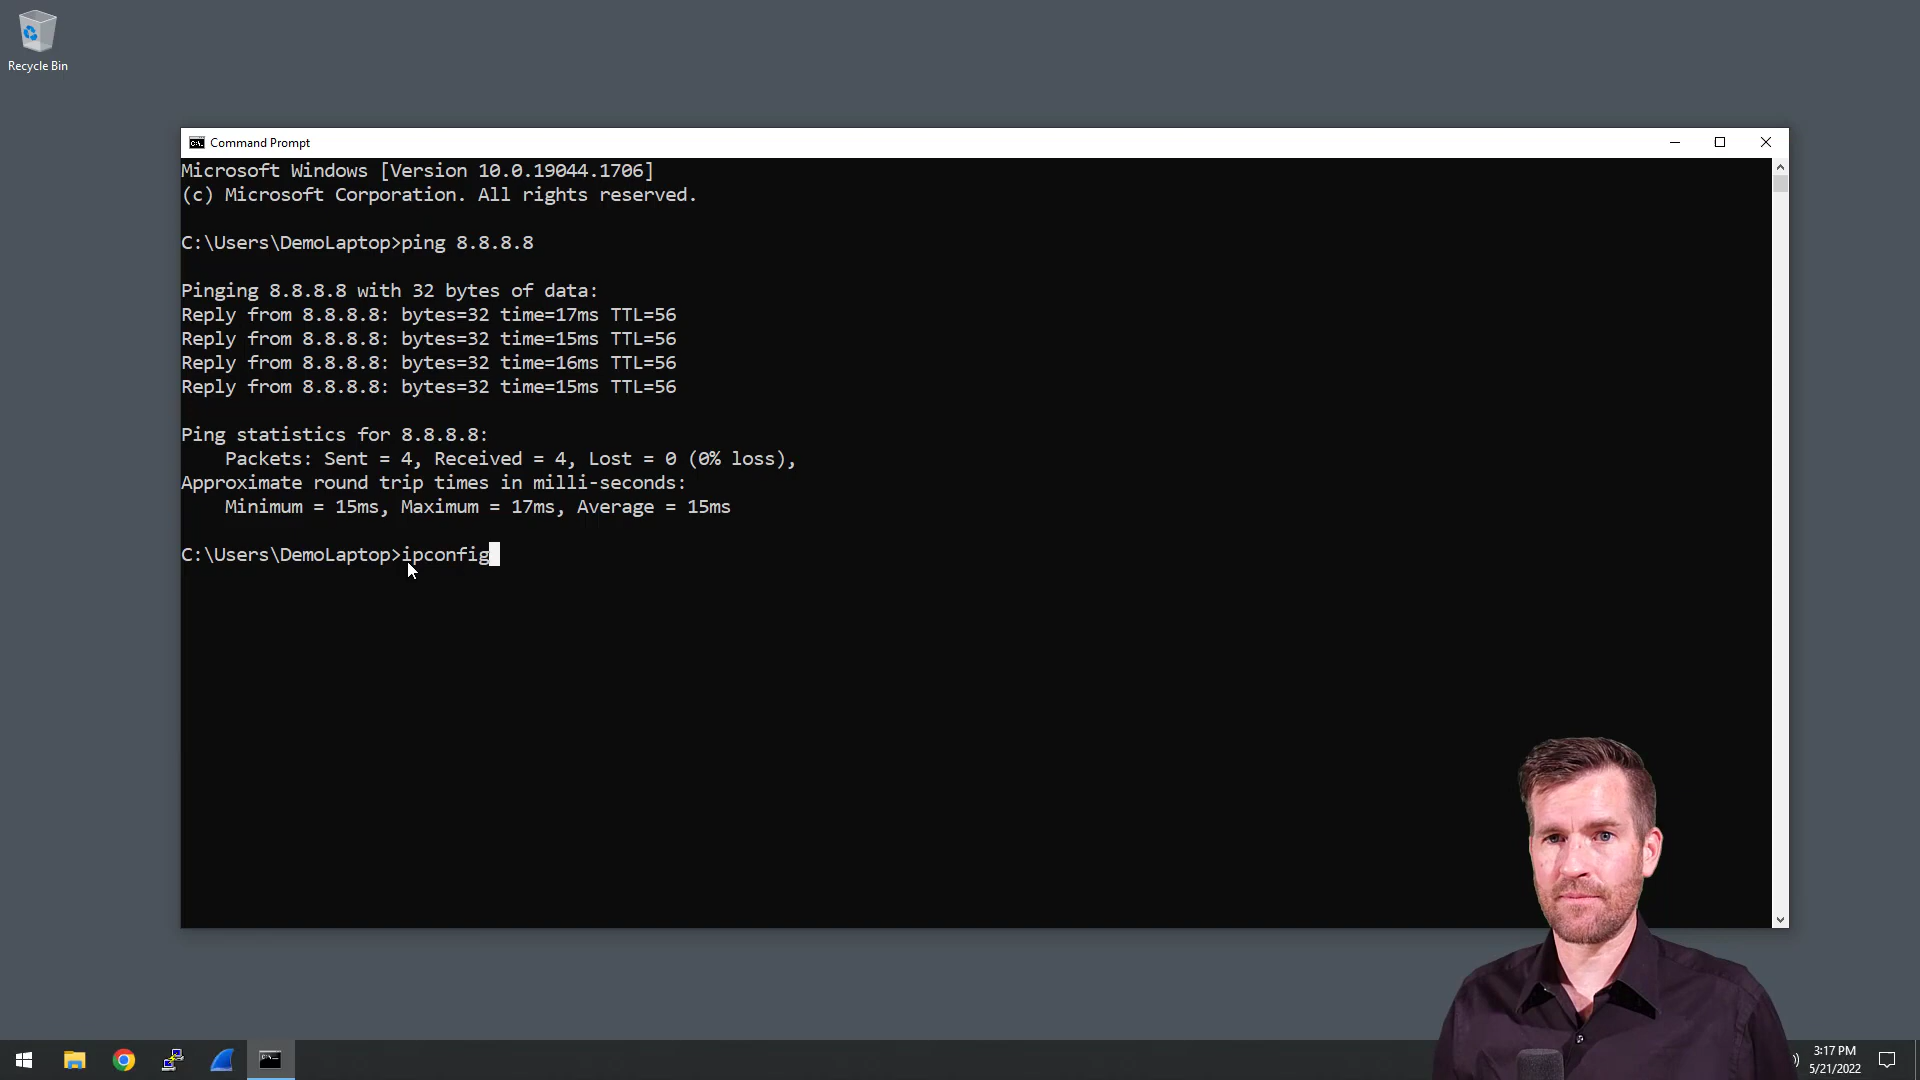 Recycle Bin
Command Prompt
Microsoft Windows [Version 10.0.19044.1706]
(c) Microsoft Corporation. All rights reserved.
C:\Users\DemoLaptop>ping 8.8.8.8
Pinging 8.8.8.8 with 32 bytes of data:
Reply from 8.8.8.8: bytes=32 time=17ms TTL=56
Reply from 8.8.8.8: bytes=32 time=15ms TTL=56
Reply from 8.8.8.8: bytes=32 time=16ms TTL=56
Reply from 8.8.8.8: bytes=32 time=15ms TTL=56
Ping statistics for 8.8.8.8:
    Packets: Sent = 4, Received = 4, Lost = 0 (0% loss),
Approximate round trip times in milli-seconds:
    Minimum = 15ms, Maximum = 17ms, Average = 15ms
C:\Users\DemoLaptop>ipconfig
3:17 PM
5/21/2022